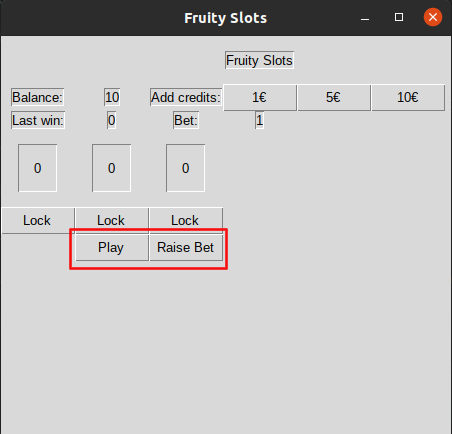 Fruity Slots
Fruity Slots
Balance: 10 Add credits: 1€ 5€ 10€
Last win: 0 Bet: 1
0 0 0
Lock Lock Lock
Play Raise Bet